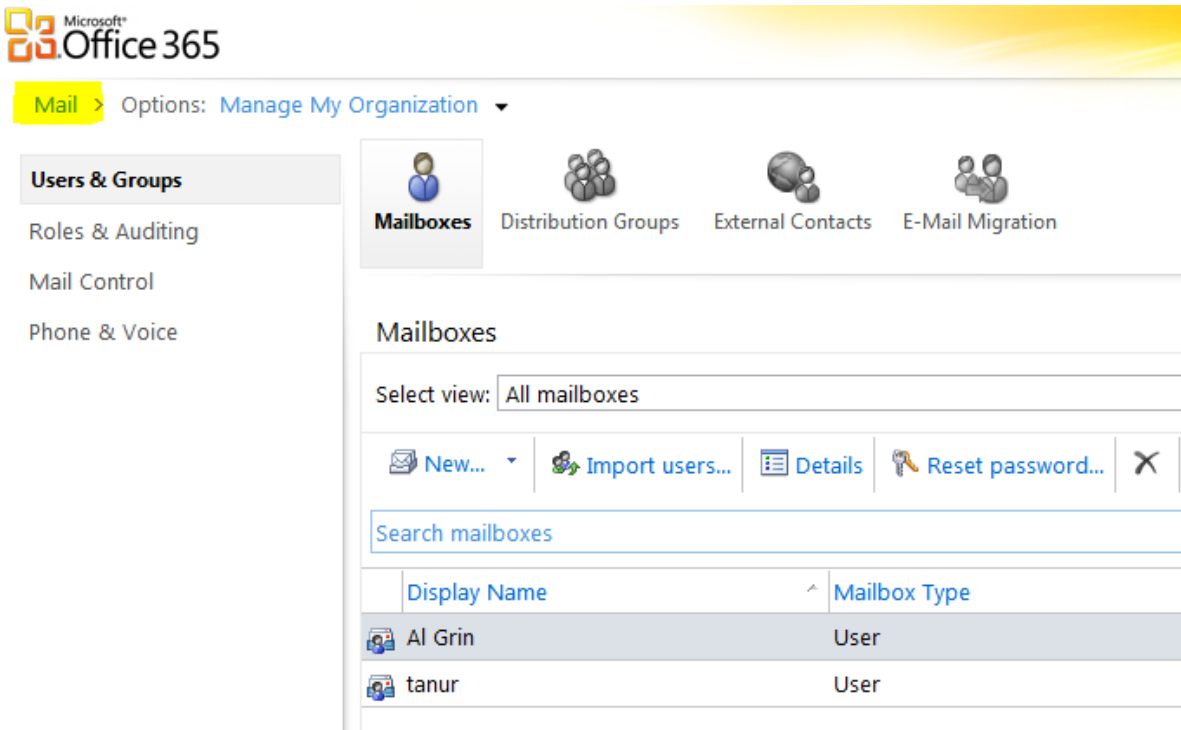 Microsoft®
Office 365
Mail > Options: Manage My Organization
Users & Groups
Roles & Auditing
Mail Control
Phone & Voice
Mailboxes Distribution Groups External Contacts E-Mail Migration
Mailboxes
Select view: All mailboxes
New... Import users... Details Reset password...
Search mailboxes
Display Name Mailbox Type
Al Grin User
tanur User